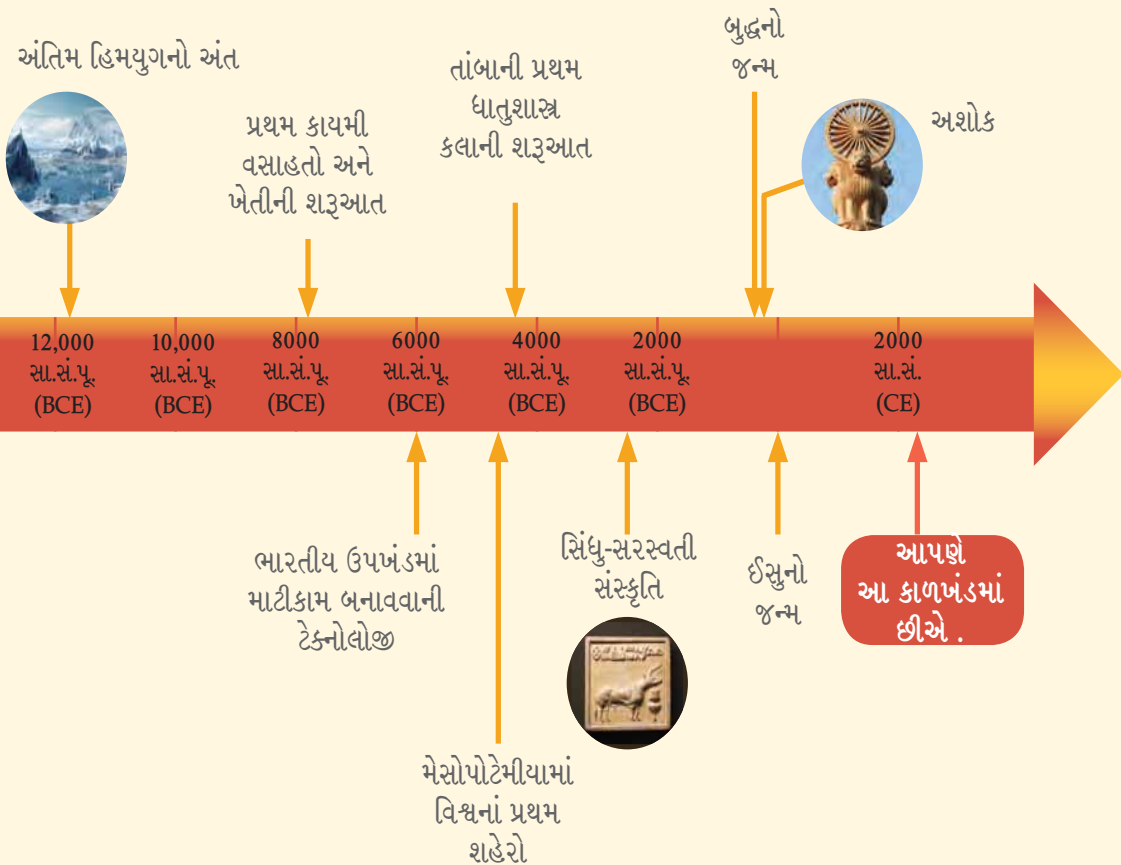 અંતિમ હિમયુગનો અંત
પ્રથમ કાયમી
વસાહતો અને
ખેતીની શરૂઆત
તાંબાની પ્રથમ
ધાતુશાસ્ત્ર
કલાની શરૂઆત
બુદ્ધનો
જન્મ
અશોક
12,000
સા.સં.પૂ.
(BCE)
10,000
સા.સં.પૂ.
(BCE)
8000
સા.સં.પૂ.
(BCE)
6000
સા.સં.પૂ.
(BCE)
4000
સા.સં.પૂ.
(BCE)
2000
સા.સં.પૂ.
(BCE)
2000
સા.સં.
(CE)
ભારતીય ઉપખંડમાં
માટીકામ બનાવવાની
ટેક્નોલોજી
મેસોપોટેમીયામાં
વિશ્વનાં પ્રથમ
શહેરો
સિંધુ-સરસ્વતી
સંસ્કૃતિ
ઈસુનો
જન્મ
આપણે
આ કાળખંડમાં
છીએ .